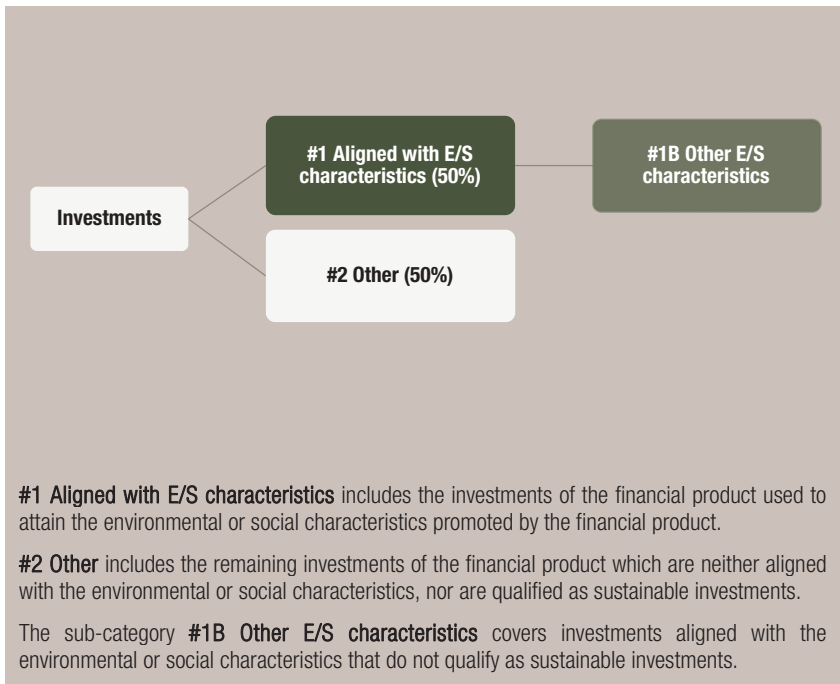 #1 Aligned with E/S
characteristics (50%)
#1B Other E/S
characteristics
Investments
#2 Other (50%)
#1 Aligned with E/S characteristics includes the investments of the financial product used to
attain the environmental or social characteristics promoted by the financial product.
#2 Other includes the remaining investments of the financial product which are neither aligned
with the environmental or social characteristics, nor are qualified as sustainable investments.
The sub-category #1B Other E/S characteristics covers investments aligned with the
environmental or social characteristics that do not qualify as sustainable investments.